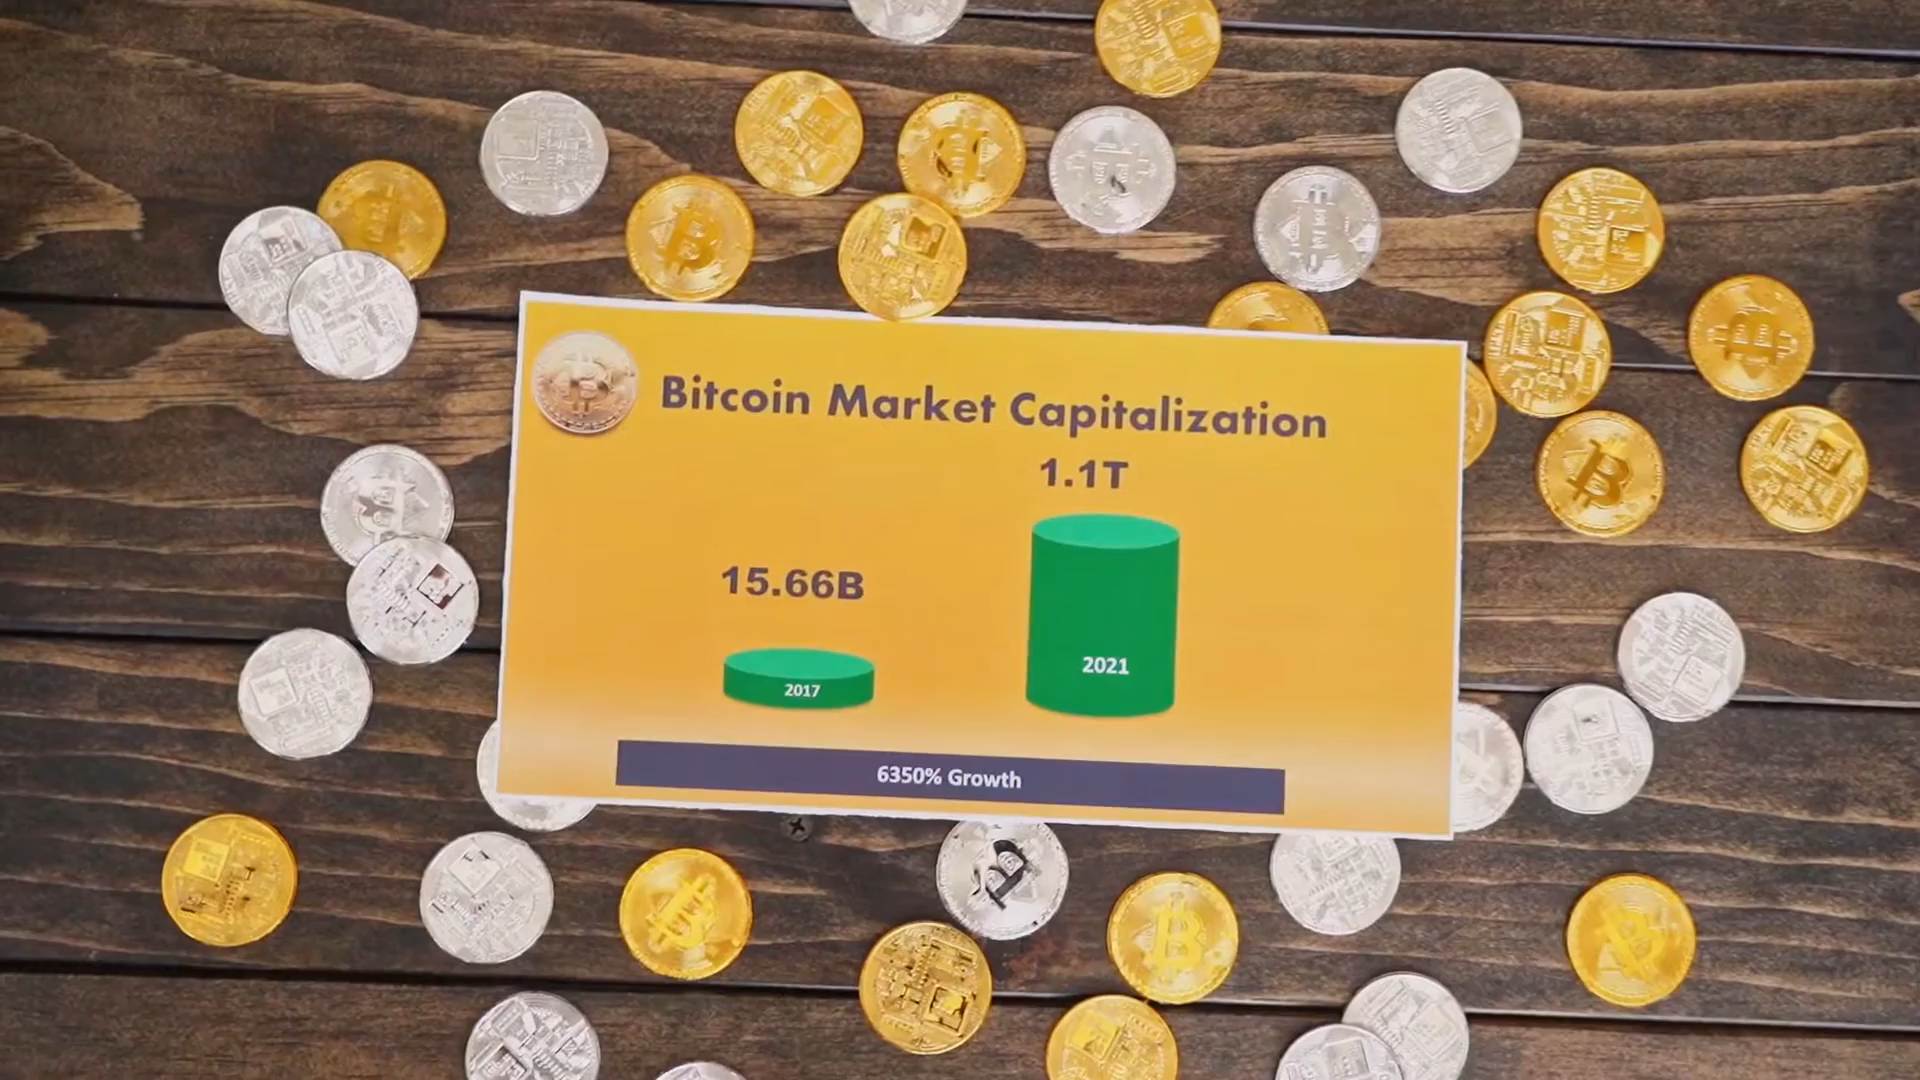 Bitcoin Market Capitalization
1.1T
15.66B
2021
2017
6350% Growth